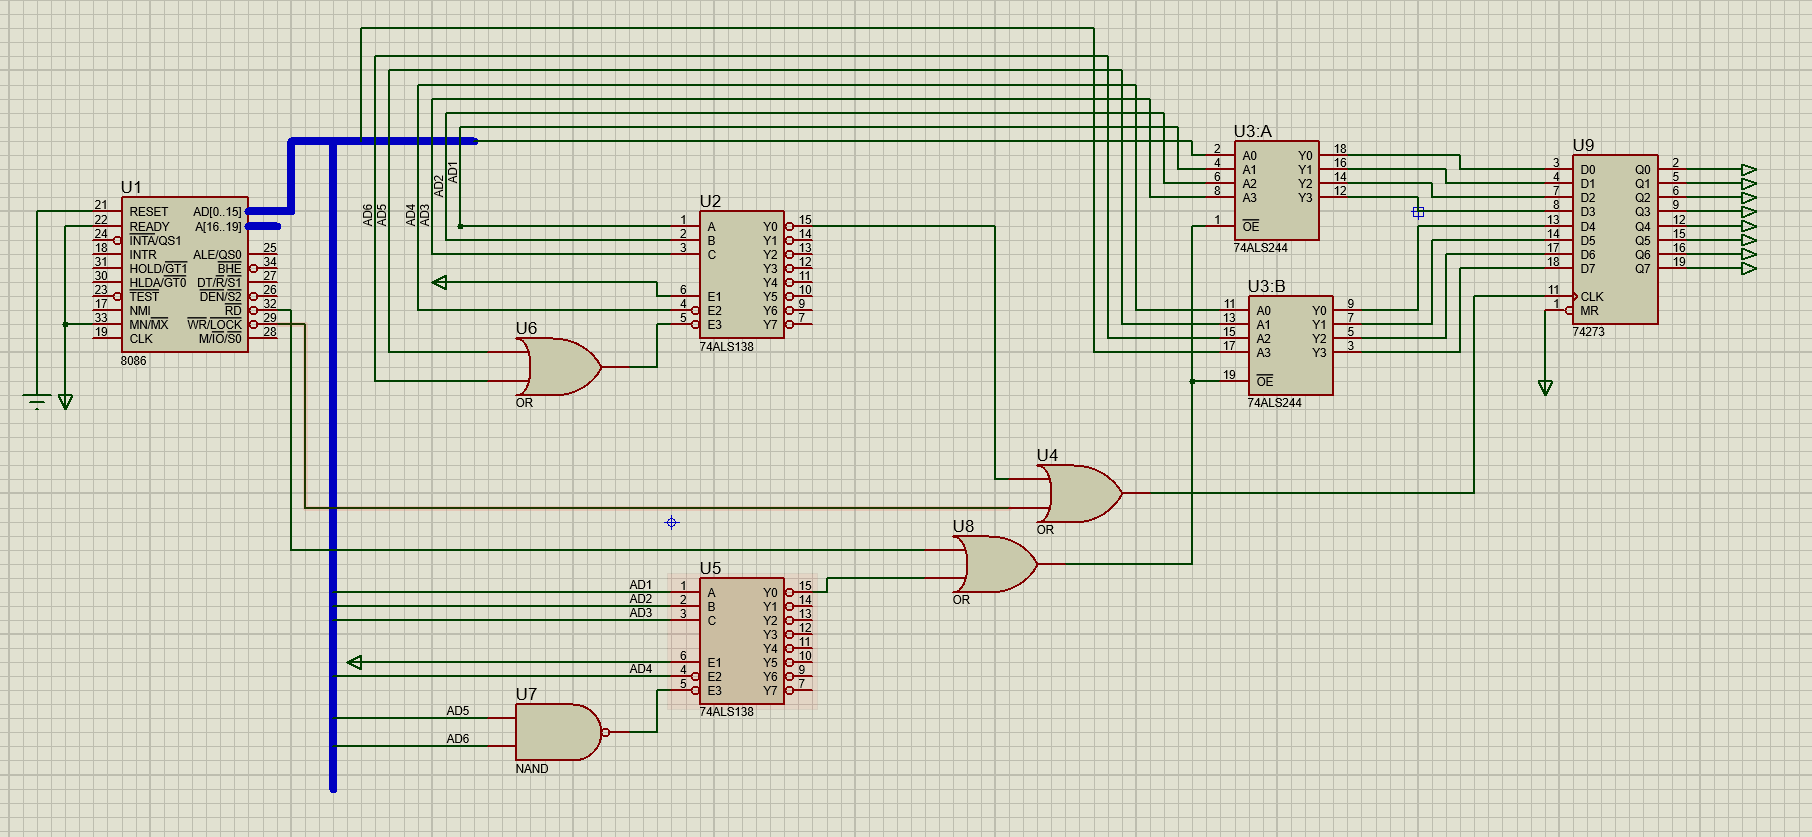 U1
21 RESET AD[0..15]
22 READY A[16..19]
24 INTA/QS1
18 INTR ALE/QS0 25
31 HOLD/GT1 BHE 34
30 HLDA/GT0 DT/R/S1 27
23 TEST DEN/S2 26
17 NMI RD 32
33 MN/MX WR/LOCK 29
19 CLK M/IO/S0 28
8086
AD6
AD5
AD4
AD3
AD2
AD1
U2
1 A Y0 15
2 B Y1 14
3 C Y2 13
Y3 12
Y4 11
6 E1 Y5 10
4 E2 Y6 9
5 E3 Y7 7
74ALS138
U6
OR
U3:A
2 A0 Y0 18
4 A1 Y1 16
6 A2 Y2 14
8 A3 Y3 12
1 OE
74ALS244
U3:B
11 A0 Y0 9
13 A1 Y1 7
15 A2 Y2 5
17 A3 Y3 3
19 OE
74ALS244
U9
3 D0 Q0 2
4 D1 Q1 5
7 D2 Q2 6
8 D3 Q3 9
13 D4 Q4 12
14 D5 Q5 15
17 D6 Q6 16
18 D7 Q7 19
11 CLK
1 MR
74273
U4
OR
U8
OR
U5
AD1 1 A Y0 15
AD2 2 B Y1 14
AD3 3 C Y2 13
Y3 12
Y4 11
6 E1 Y5 10
AD4 4 E2 Y6 9
5 E3 Y7 7
74ALS138
U7
AD5
AD6
NAND